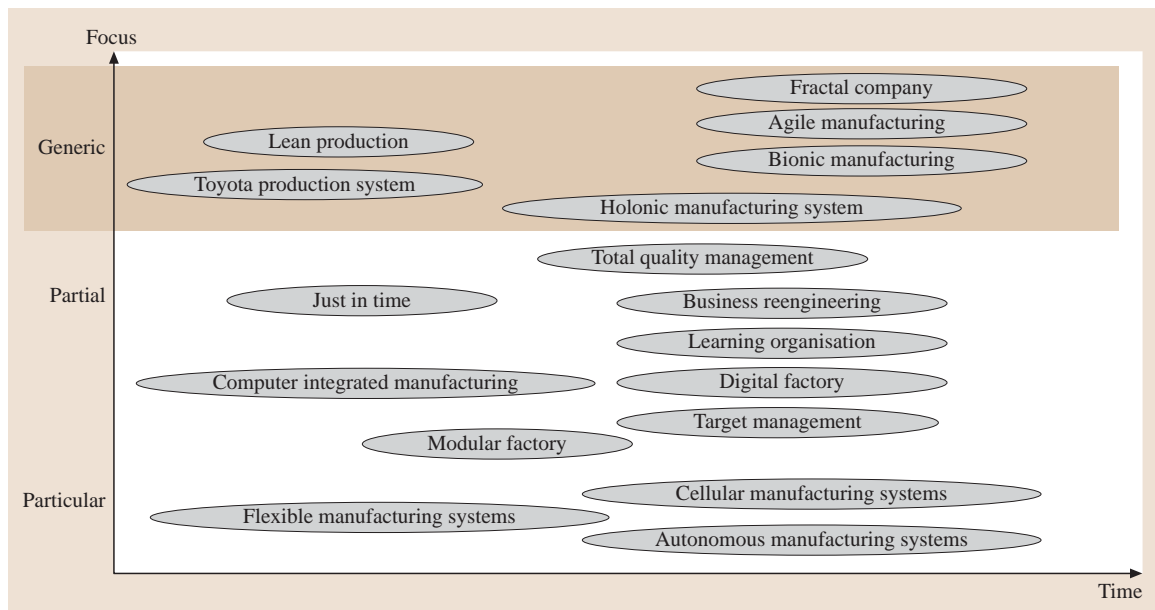 Focus
Fractal company
Agile manufacturing
Lean production
Generic
Bionic manufacturing
Toyota production system
Holonic manufacturing system
Total quality management
Partial
Just in time
Business reengineering
Learning organisation
Computer integrated manufacturing
Digital factory
Target management
Modular factory
Particular
Cellular manufacturing systems
Flexible manufacturing systems
Autonomous manufacturing systems
Time